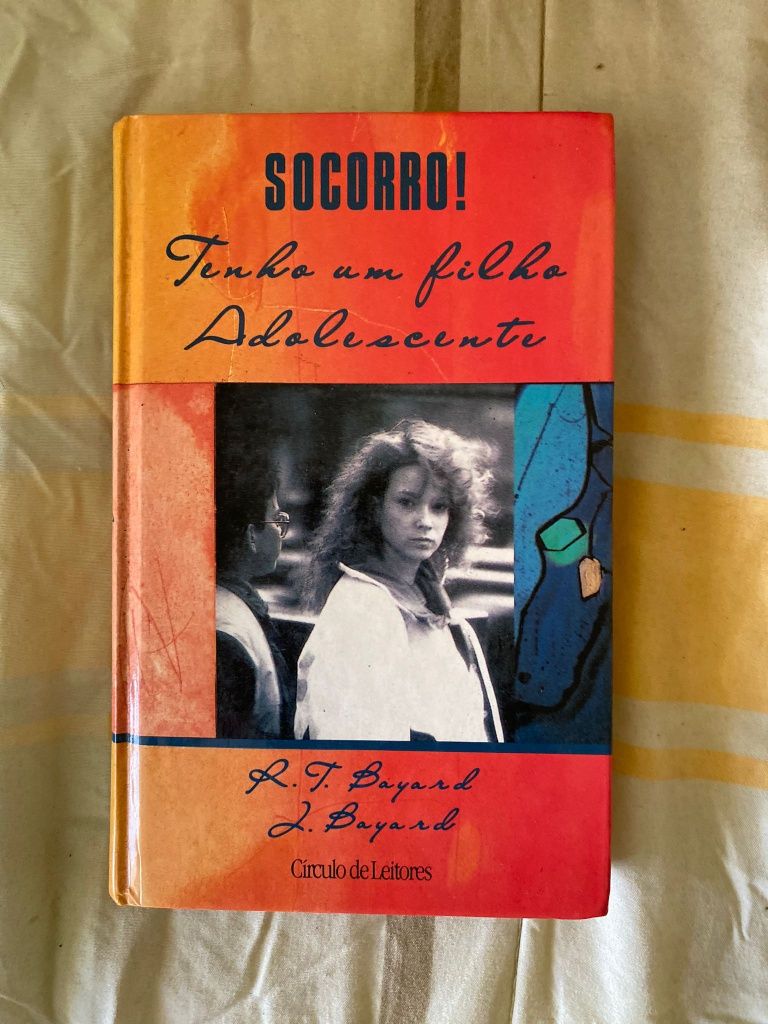 SOCORRO!
Tenho um filho
Adolescente
R. T. Bayard
J. Bayard
Círculo de Leitores